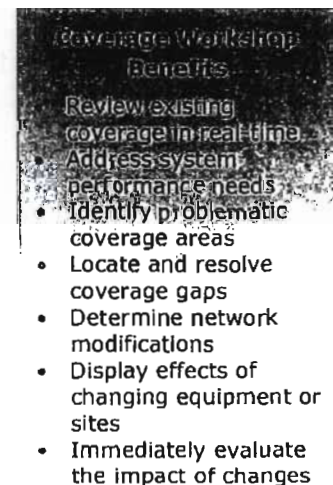 Coverage Workshop
Benefits
Review existing
coverage in real-time
• Address system
performance needs
• Identify problematic
coverage areas
• Locate and resolve
coverage gaps
• Determine network
modifications
• Display effects of
changing equipment or
sites
• Immediately evaluate
the impact of changes